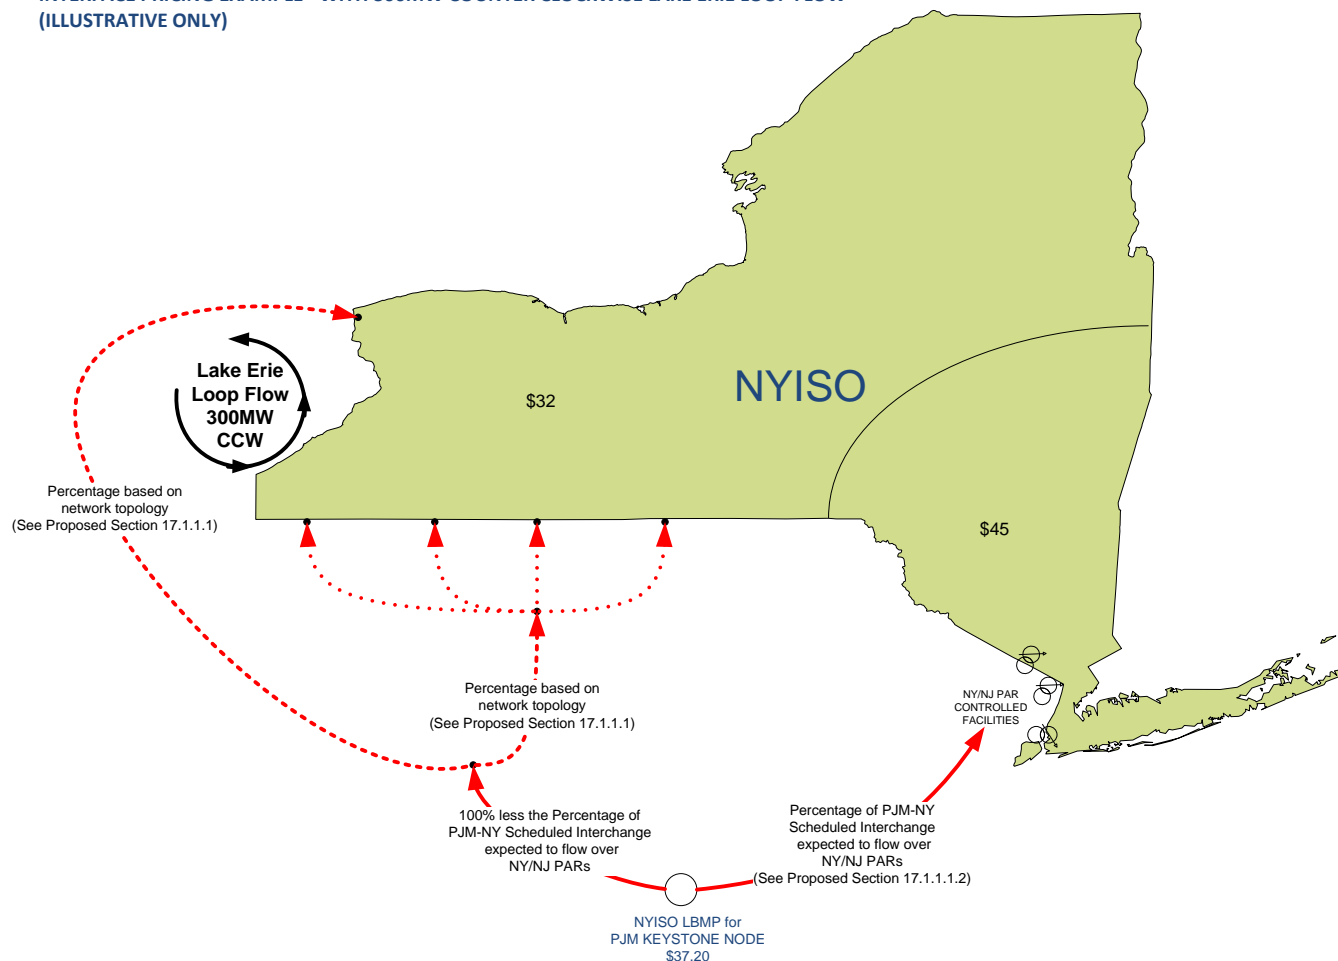 (ILLUSTRATIVE ONLY)
NYISO
$32
$45
Lake Erie
Loop Flow
300MW
CCW
Percentage based on
network topology
(See Proposed Section 17.1.1.1)
Percentage based on
network topology
(See Proposed Section 17.1.1.1)
NY/NJ PAR
CONTROLLED
FACILITIES
100% less the Percentage of
PJM-NY Scheduled Interchange
expected to flow over
NY/NJ PARs
Percentage of PJM-NY
Scheduled Interchange
expected to flow over
NY/NJ PARs
(See Proposed Section 17.1.1.1.2)
NYISO LBMP for
PJM KEYSTONE NODE
$37.20